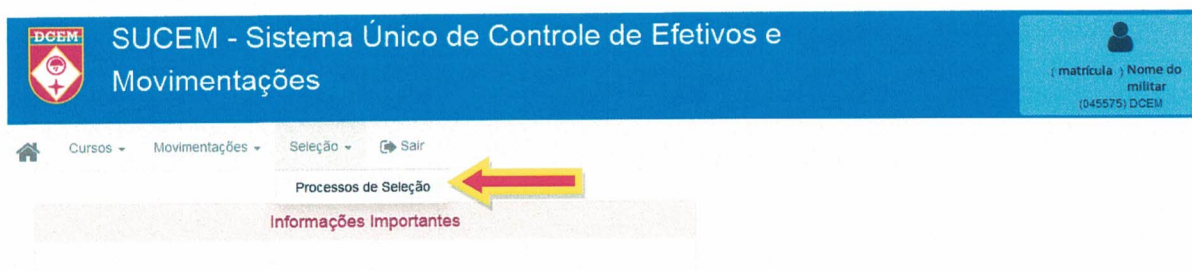 DCEM
SUCEM - Sistema Único de Controle de Efetivos e
Movimentações
( matrícula ) Nome do
militar
(045575) DCEM
Cursos Movimentações Seleção Sair
Processos de Seleção
Informações Importantes